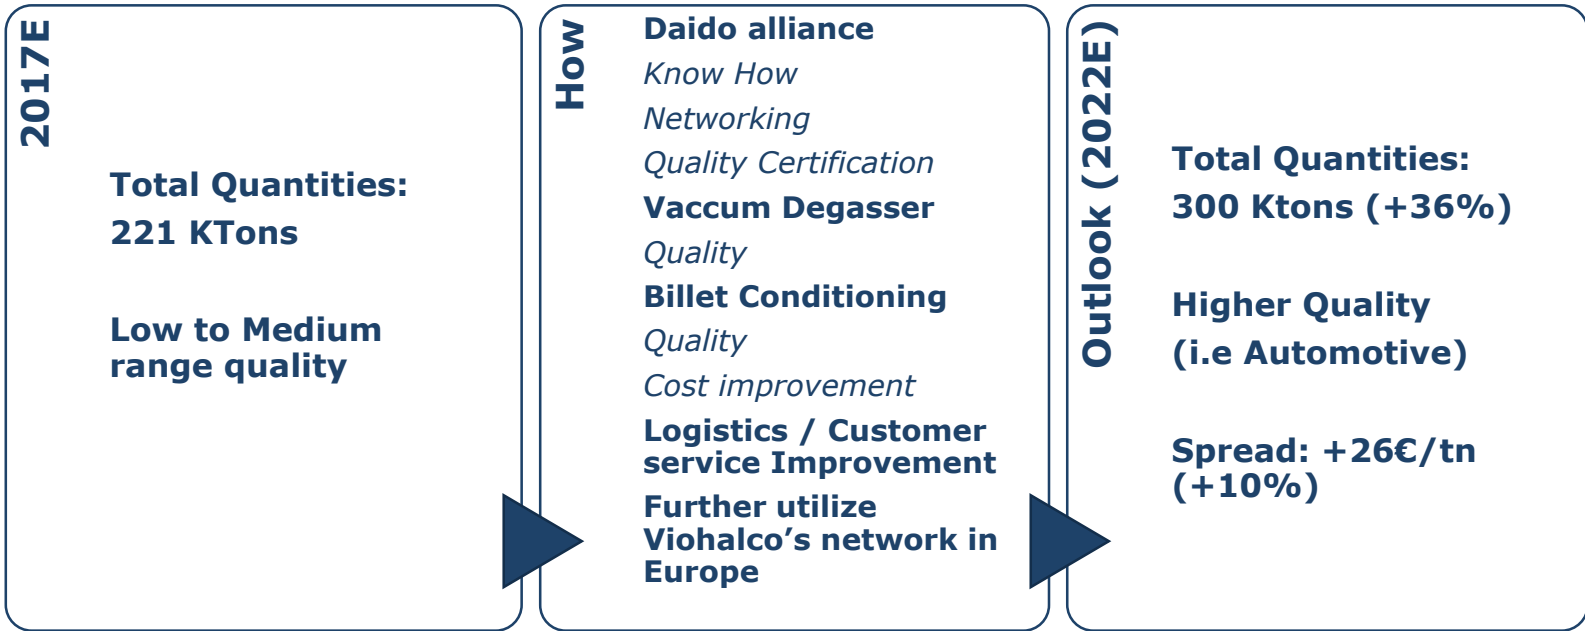 2017E
Total Quantities:
221 KTons
Low to Medium
range quality
How
Daido alliance
Know How
Networking
Quality Certification
Vaccum Degasser
Quality
Billet Conditioning
Quality
Cost improvement
Logistics / Customer
service Improvement
Further utilize
Viohalco’s network in
Europe
Outlook (2022E)
Total Quantities:
300 Ktons (+36%)
Higher Quality
(i.e Automotive)
Spread: +26€/tn
(+10%)